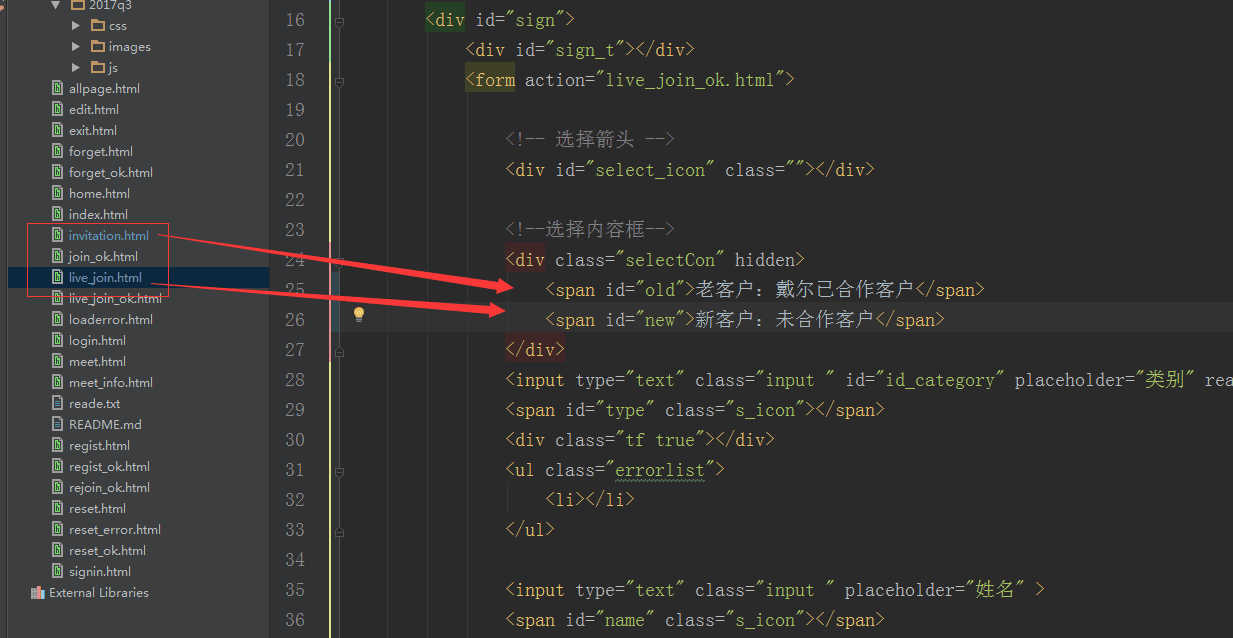 2017q3
css
images
js
allpage.html
edit.html
exit.html
forget.html
forget_ok.html
home.html
index.html
invitation.html
join_ok.html
live_join.html
live_join_ok.html
loaderror.html
login.html
meet.html
meet_info.html
reade.txt
README.md
regist.html
regist_ok.html
rejoin_ok.html
reset.html
reset_error.html
reset_ok.html
signin.html
External Libraries
16 <div id="sign">
17 <div id="sign_t"></div>
18 <form action="live_join_ok.html">
19
20 <!-- 选择箭头 -->
21 <div id="select_icon" class=""></div>
22
23 <!--选择内容框-->
24 <div class="selectCon" hidden>
25 <span id="old">老客户：戴尔已合作客户</span>
26 <span id="new">新客户：未合作客户</span>
27 </div>
28 <input type="text" class="input " id="id_category" placeholder="类别" rea
29 <span id="type" class="s_icon"></span>
30 <div class="tf true"></div>
31 <ul class="errorlist">
32 <li></li>
33 </ul>
34
35 <input type="text" class="input " placeholder="姓名" >
36 <span id="name" class="s_icon"></span>